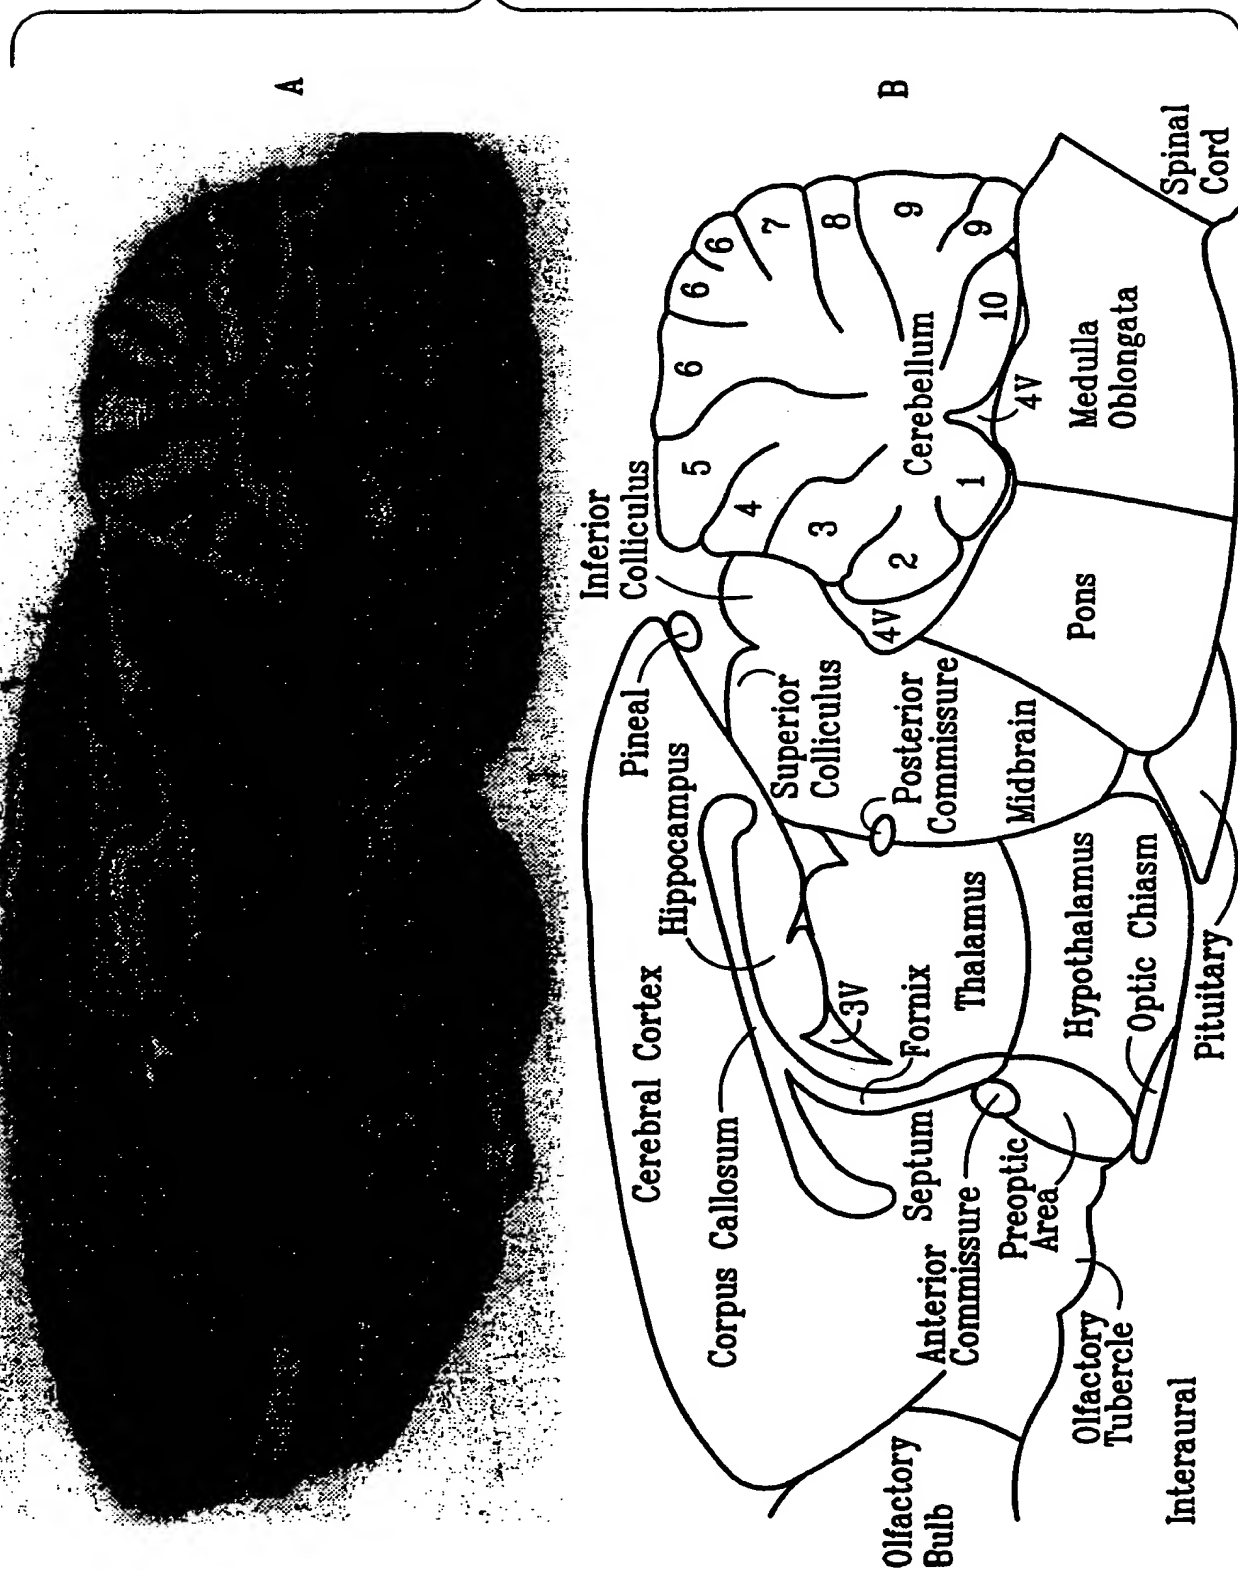 A
B
Inferior
Colliculus
Pineal
Hippocampus
Cerebral Cortex
Corpus Callosum
Superior
Colliculus
Posterior
Commissure
Midbrain
3V
Fornix
Thalamus
Septum
Anterior
Commissure
Preoptic
Area
Hypothalamus
Optic Chiasm
Pituitary
Olfactory
Bulb
Olfactory
Tubercle
Interaural
Cerebellum
1
2
3
4
5
6
6
6
7
8
9
9
10
4V
4V
Pons
Medulla
Oblongata
Spinal
Cord